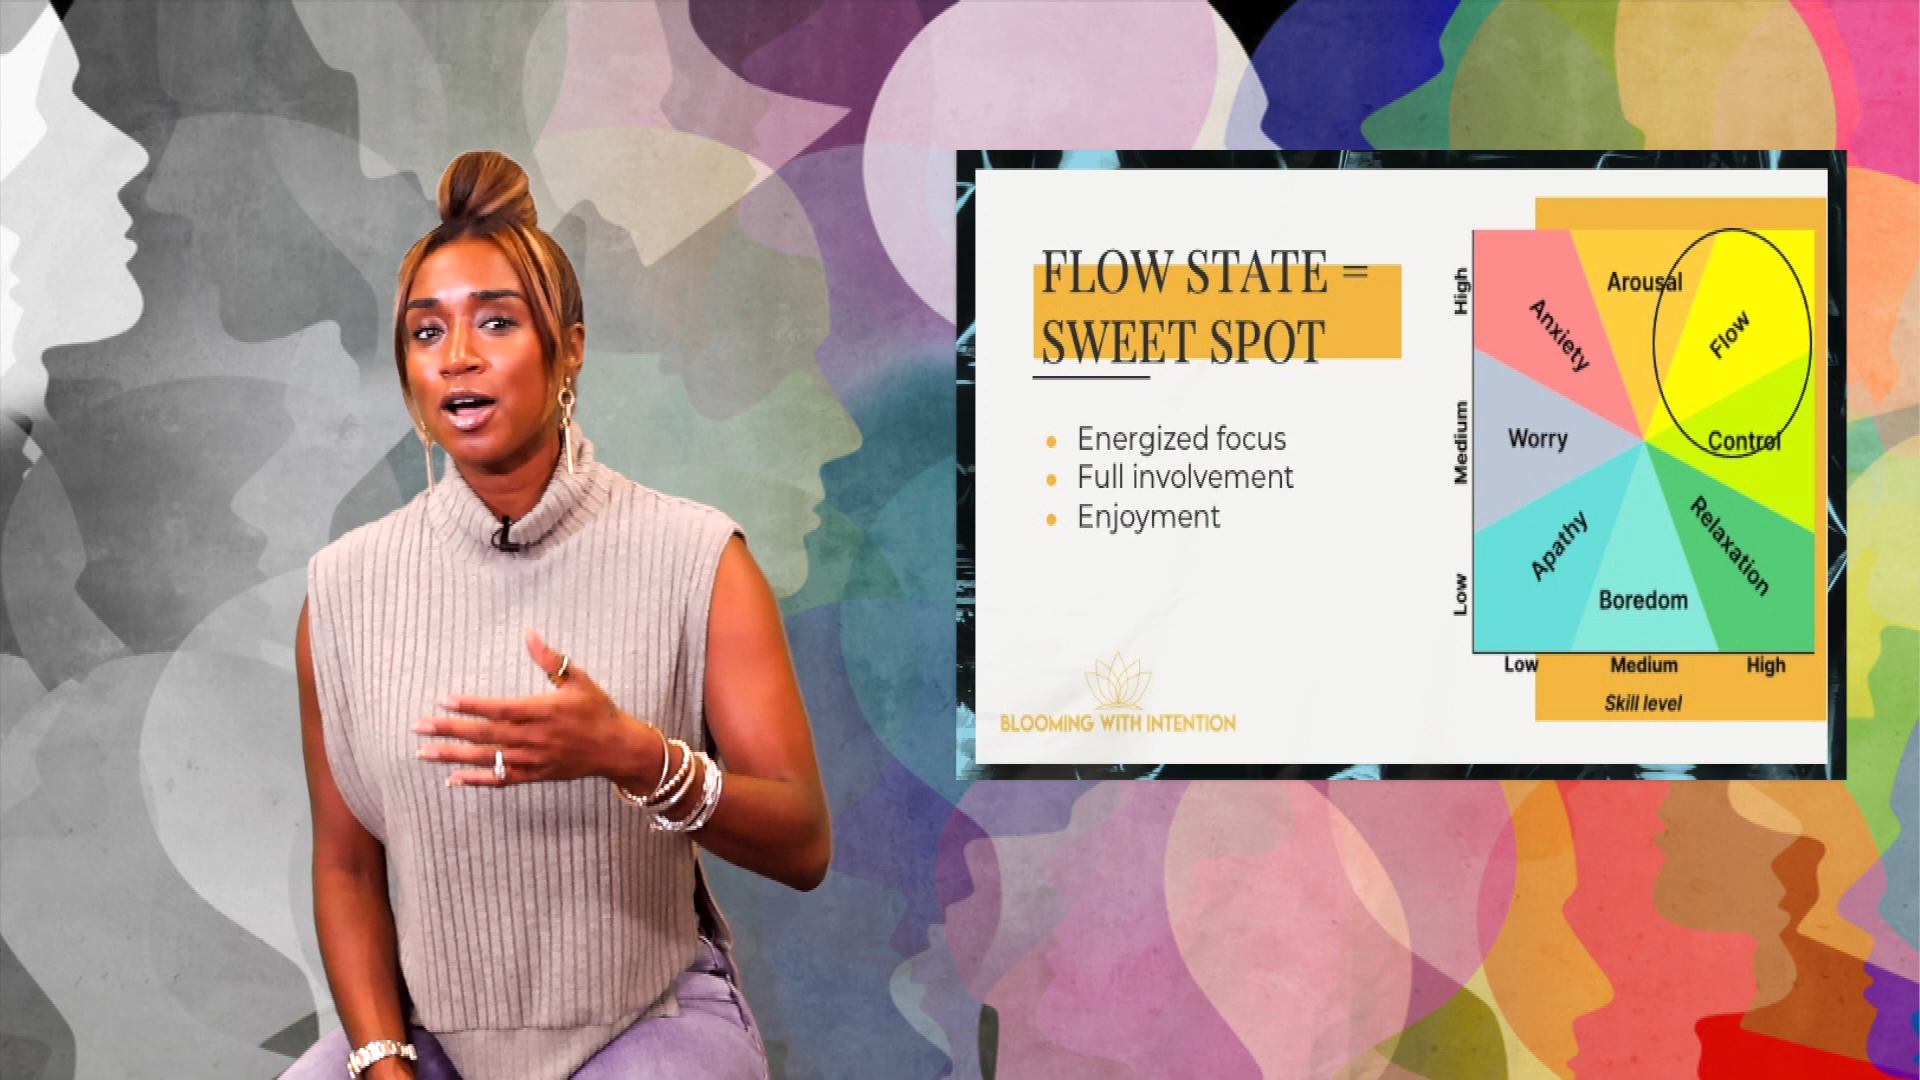 FLOW STATE =
SWEET SPOT
Energized focus
Full involvement
Enjoyment
BLOOMING WITH INTENTION
High
Medium
Low
Anxiety
Arousal
Flow
Worry
Control
Apathy
Boredom
Relaxation
Low Medium High
Skill level